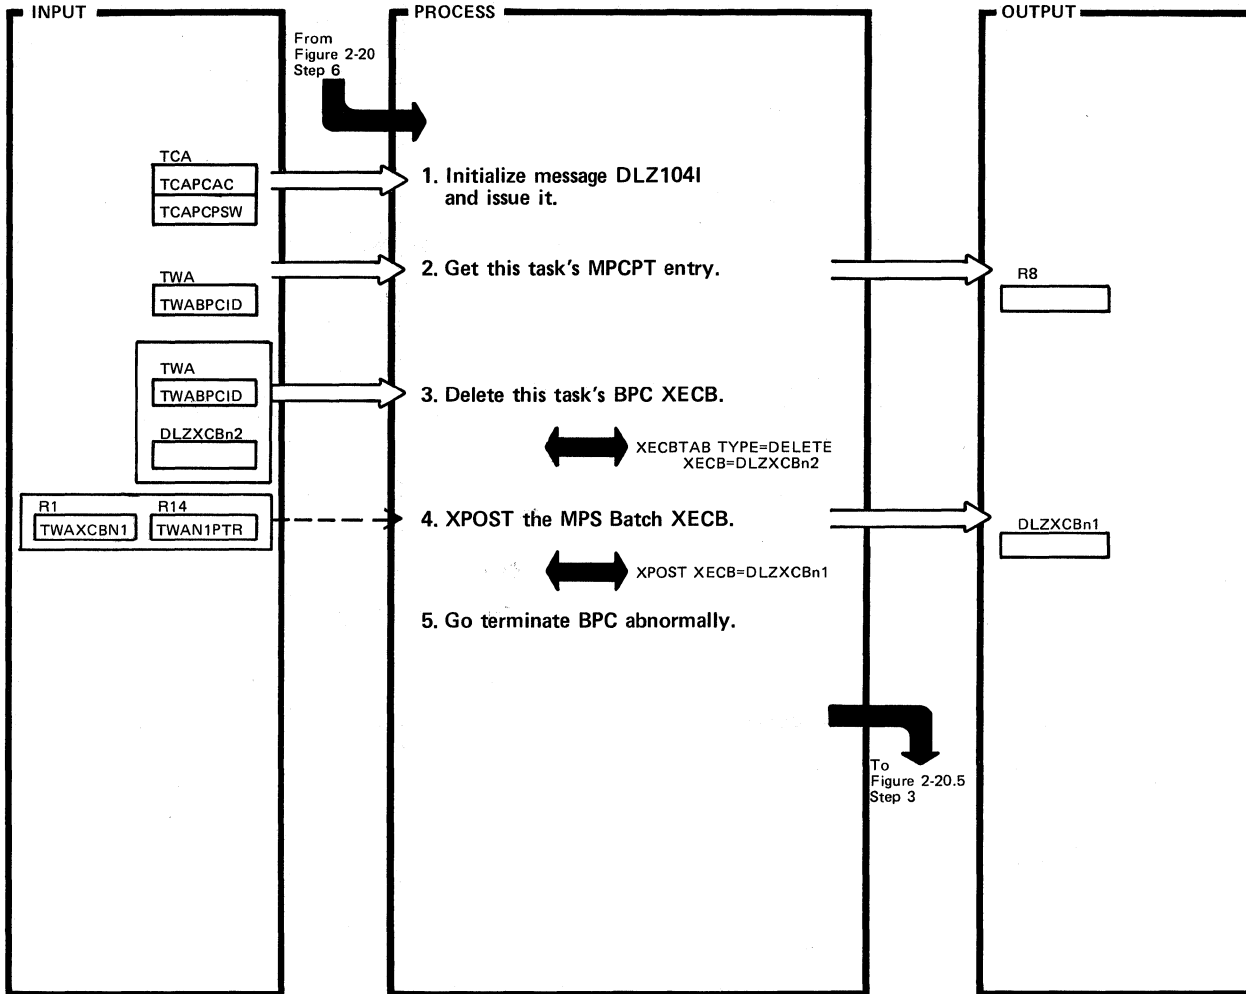 INPUT
PROCESS
OUTPUT
From
Figure 2-20
Step 6
TCA
TCAPCAC
TCAPCPSW
1. Initialize message DLZ104I
and issue it.
TWA
TWABPCID
2. Get this task's MPCPT entry.
R8
TWA
TWABPCID
DLZXCBn2
3. Delete this task's BPC XECB.
XECBTAB TYPE=DELETE
XECB=DLZXCBn2
R1
R14
TWAXCBN1
TWAN1PTR
4. XPOST the MPS Batch XECB.
DLZXCBn1
XPOST XECB=DLZXCBn1
5. Go terminate BPC abnormally.
To
Figure 2-20.5
Step 3